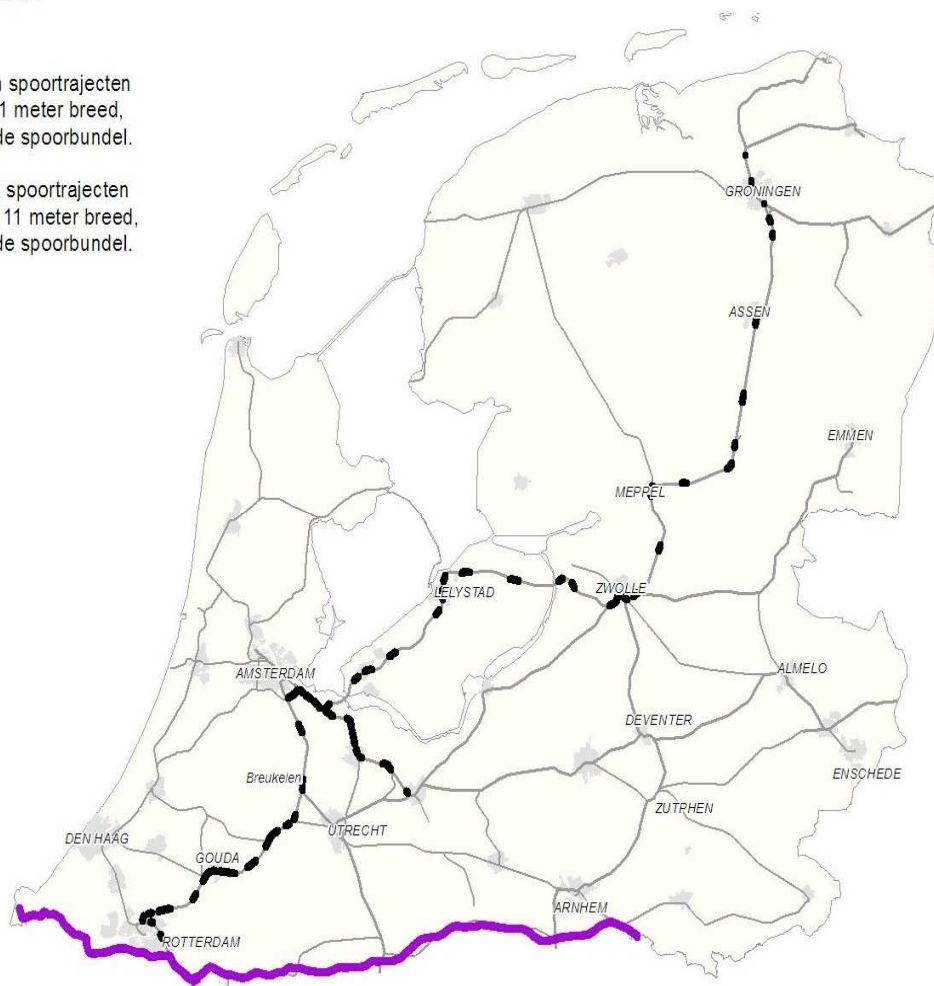 spoortrajecten
1 meter breed,
de spoorbundel.
spoortrajecten
11 meter breed,
de spoorbundel.
GRONINGEN
ASSEN
EMMEN
MEPPEL
ZWOLLE
LELYSTAD
AMSTERDAM
ALMELO
DEVENTER
ENSCHEDE
Breukelen
ZUTPHEN
UTRECHT
DEN HAAG
GOUDA
ARNHEM
ROTTERDAM